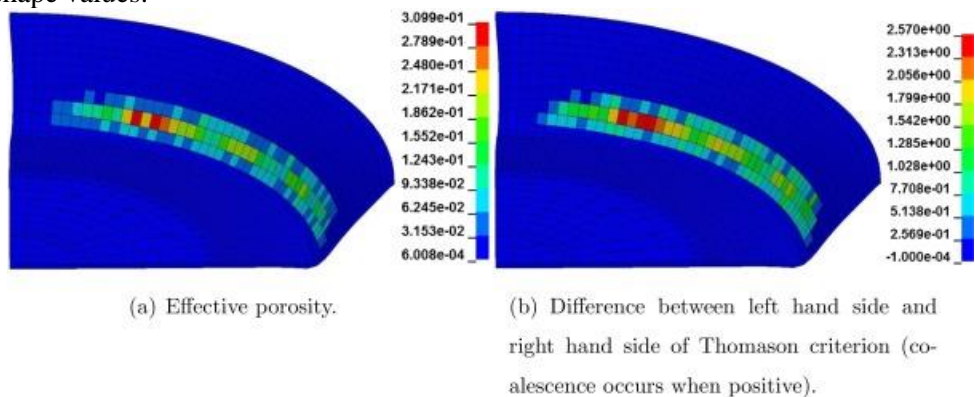 shape values.
3.099e-01
2.789e-01
2.480e-01
2.171e-01
1.862e-01
1.552e-01
1.243e-01
9.338e-02
6.245e-02
3.153e-02
6.008e-04
2.570e+00
2.313e+00
2.056e+00
1.799e+00
1.542e+00
1.285e+00
1.028e+00
7.708e-01
5.138e-01
2.569e-01
-1.000e-04
(a) Effective porosity.
(b) Difference between left hand side and
right hand side of Thomason criterion (co-
alescence occurs when positive).